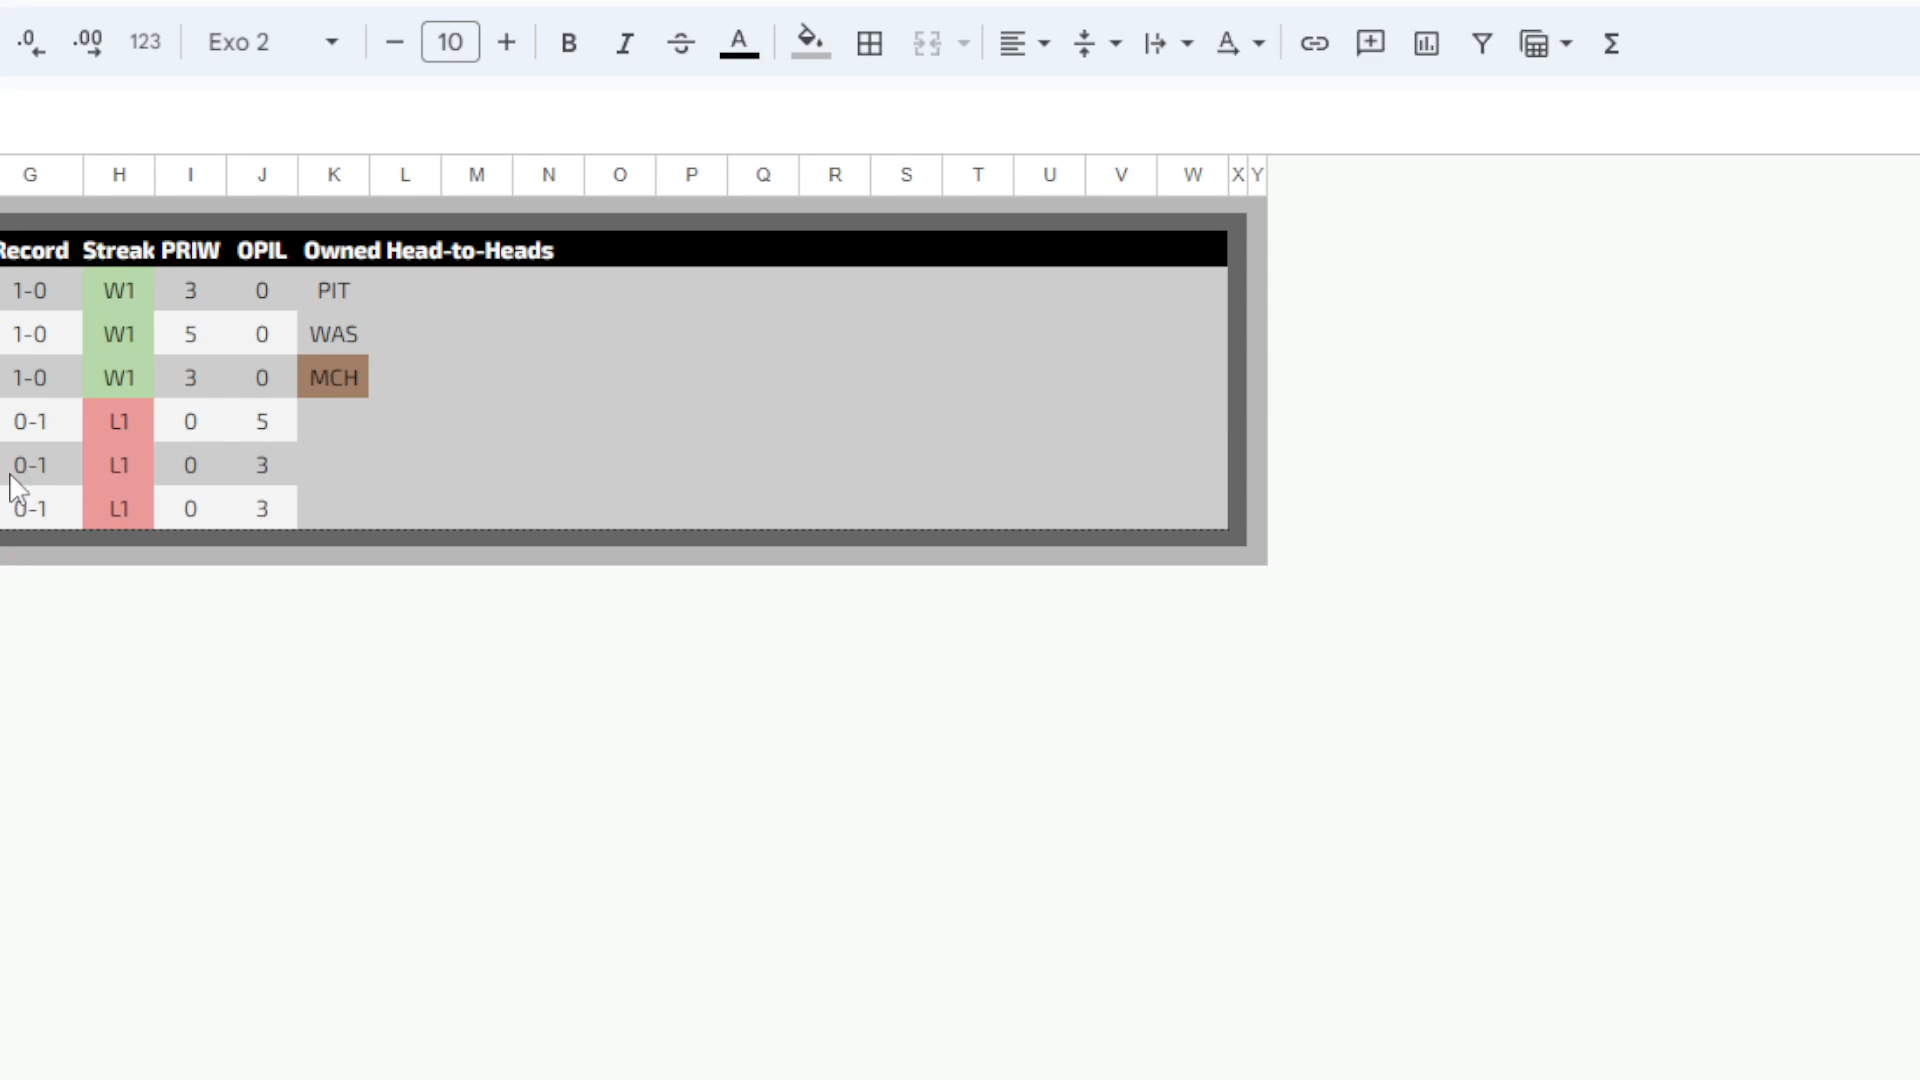 .0 .00 123 Exo 2 10 B I A A Σ
G H I J K L M N O P Q R S T U V W X Y
Record Streak PRIW OPIL Owned Head-to-Heads
1-0 W1 3 0 PIT
1-0 W1 5 0 WAS
1-0 W1 3 0 MCH
0-1 L1 0 5
0-1 L1 0 3
0-1 L1 0 3